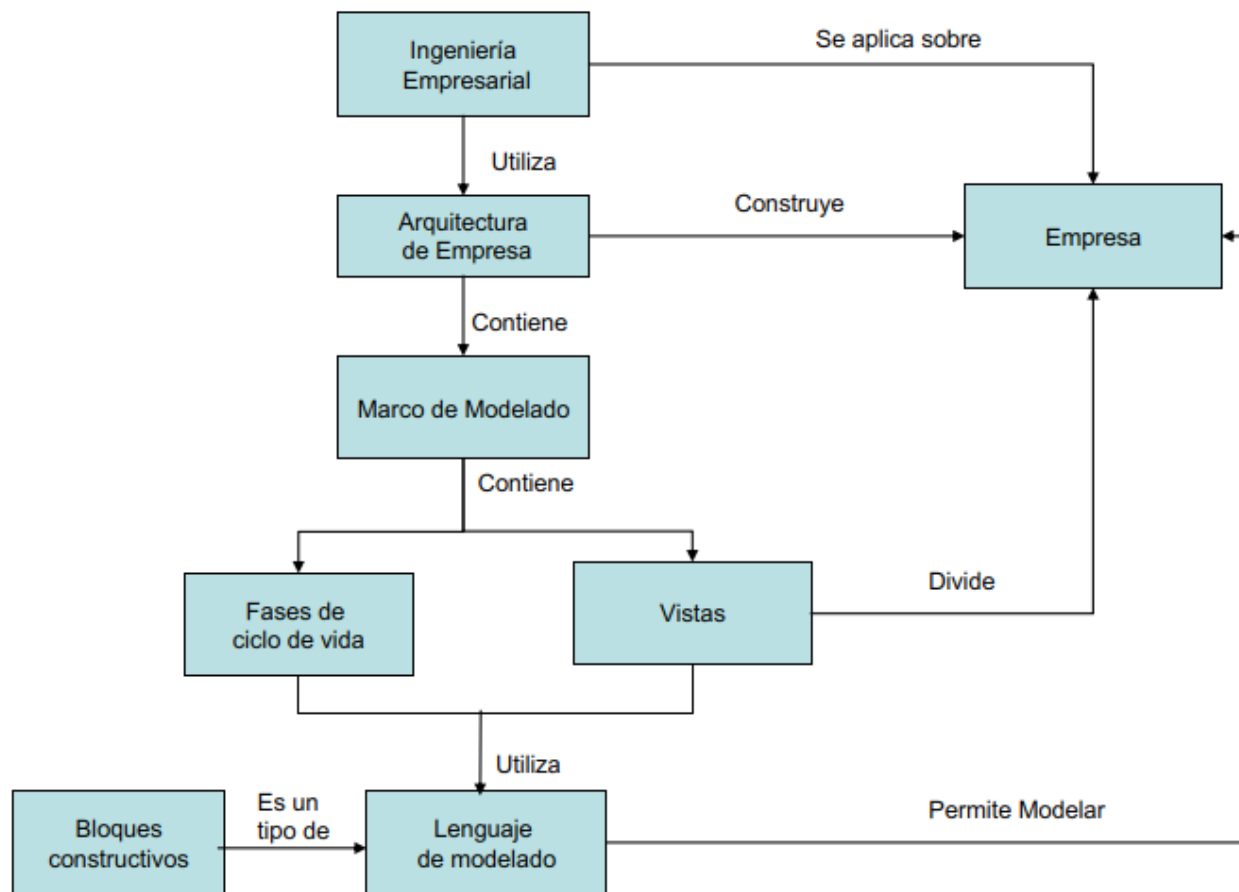 Ingeniería
Empresarial
Se aplica sobre
Utiliza
Arquitectura
de Empresa
Construye
Empresa
Contiene
Marco de Modelado
Contiene
Fases de
ciclo de vida
Vistas
Divide
Utiliza
Bloques
constructivos
Es un
tipo de
Lenguaje
de modelado
Permite Modelar